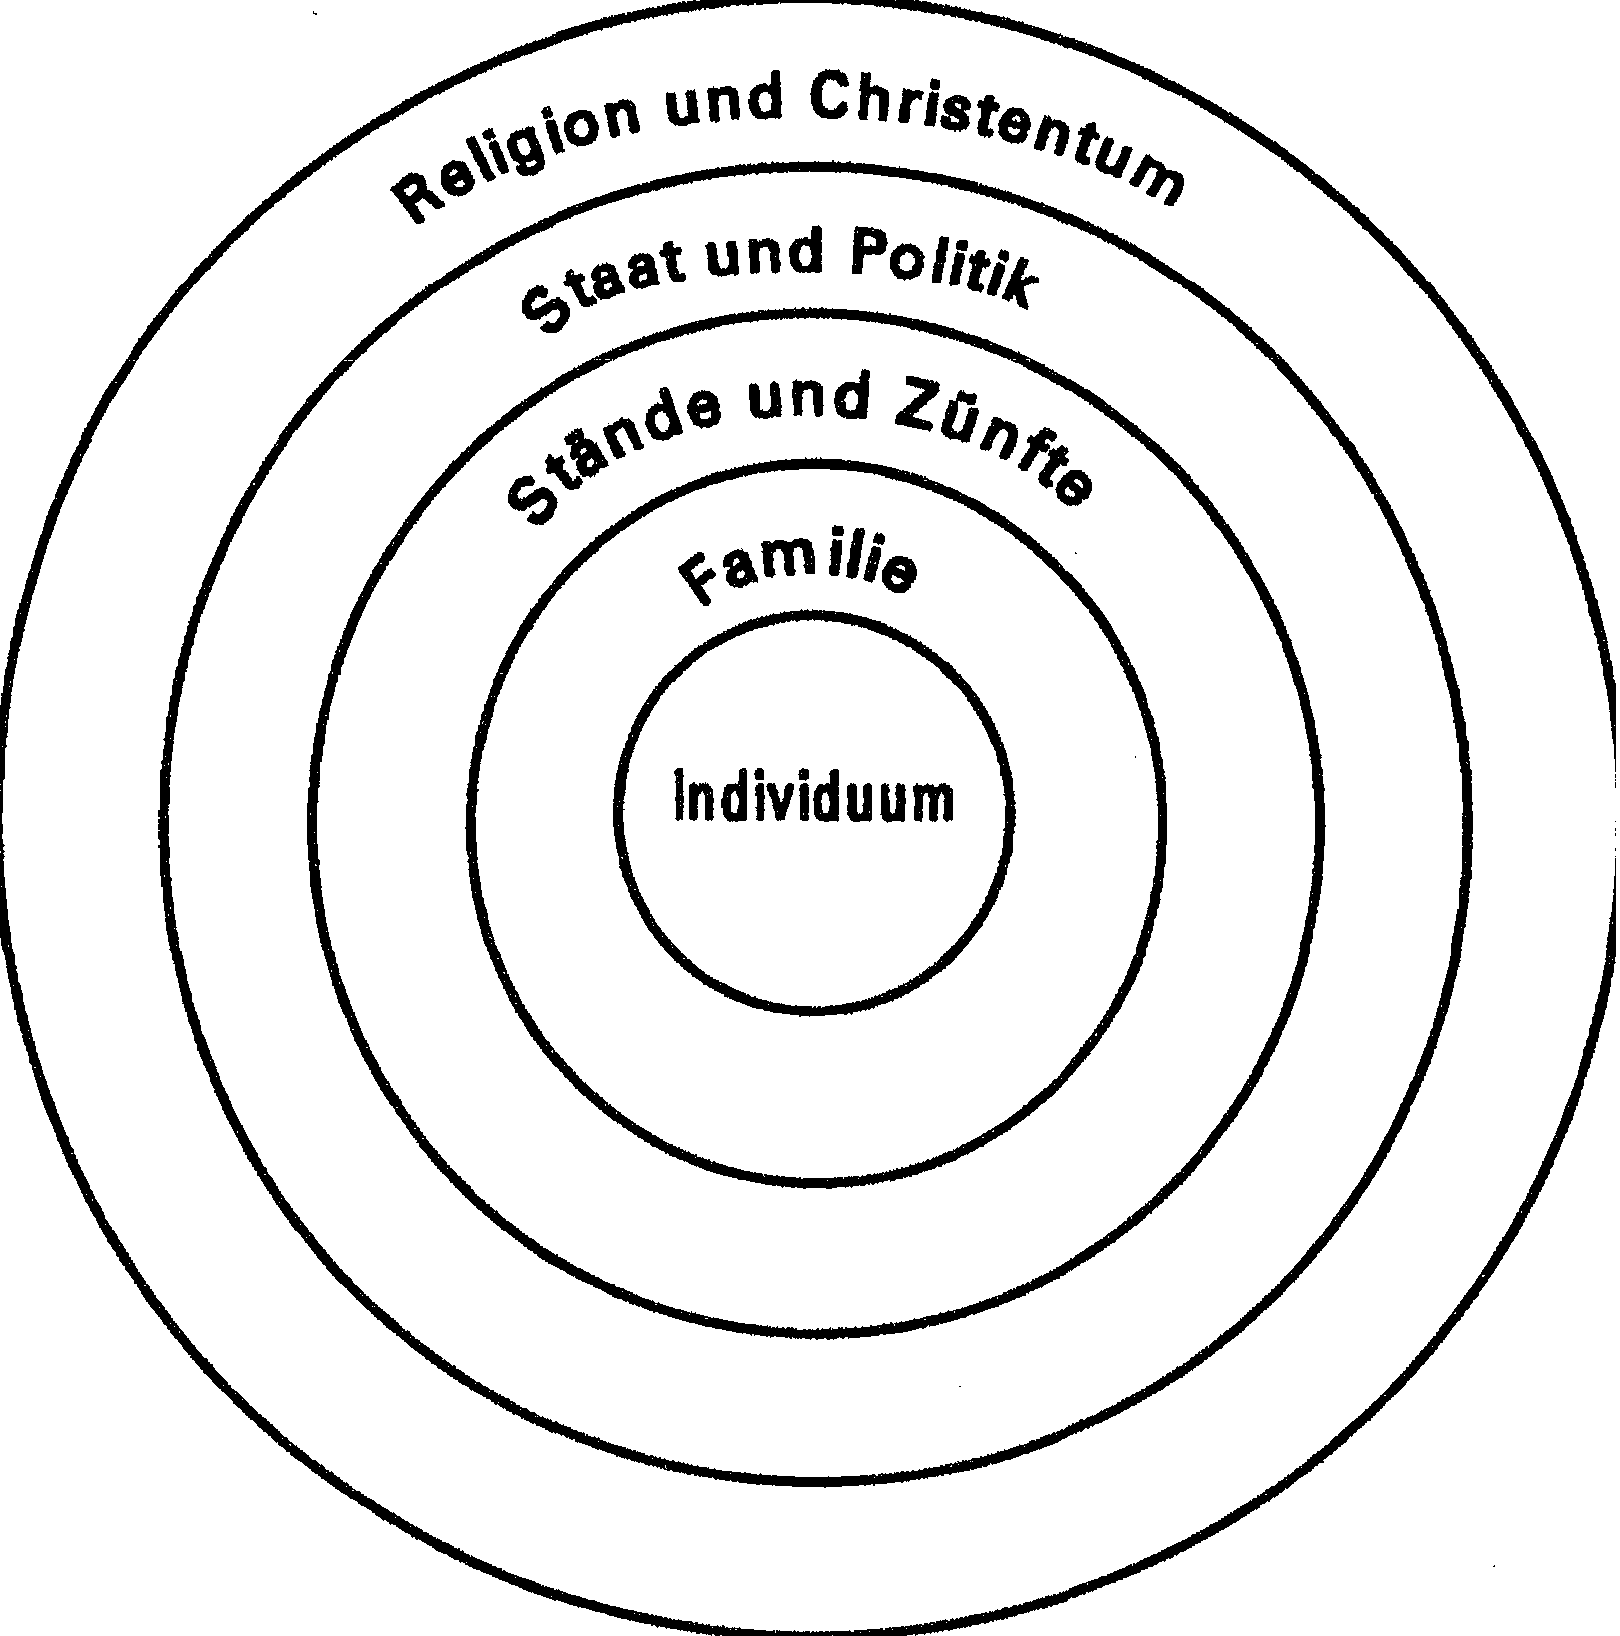 Religion und Christentum
Staat und Politik
Stände und Zünfte
Familie
Individuum